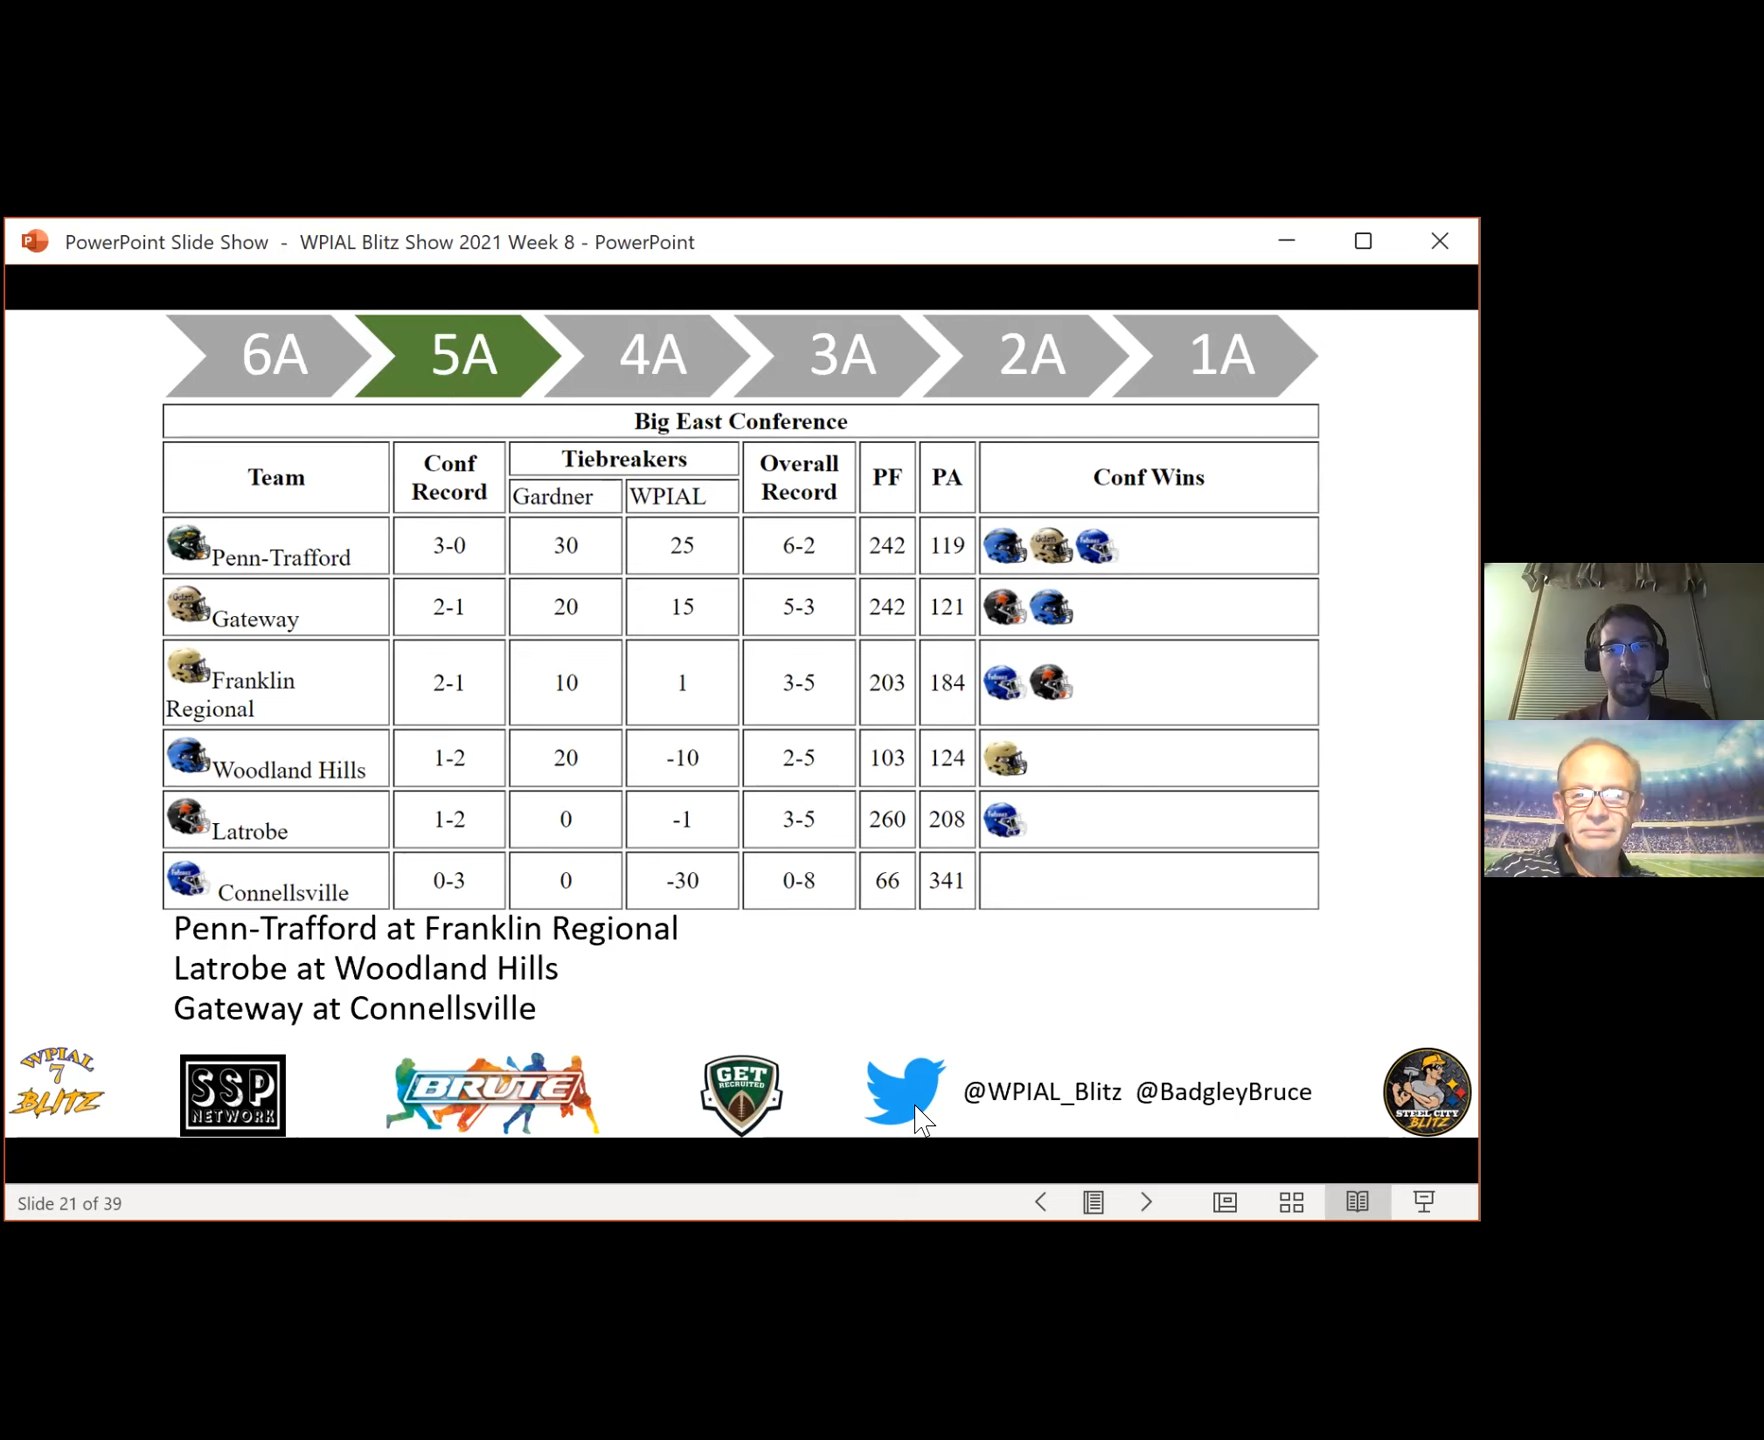 PowerPoint Slide Show - WPIAL Blitz Show 2021 Week 8 - PowerPoint
6A 5A 4A 3A 2A 1A
Big East Conference
Team Conf Record Tiebreakers Overall Record PF PA Conf Wins
Gardner WPIAL
Penn-Trafford 3-0 30 25 6-2 242 119
Gateway 2-1 20 15 5-3 242 121
Franklin Regional 2-1 10 1 3-5 203 184
Woodland Hills 1-2 20 -10 2-5 103 124
Latrobe 1-2 0 -1 3-5 260 208
Connellsville 0-3 0 -30 0-8 66 341
Penn-Trafford at Franklin Regional
Latrobe at Woodland Hills
Gateway at Connellsville
WPIAL
7
BLITZ
SSP
NETWORK
BRUTE
GET
RECRUITED
@WPIAL_Blitz @BadgleyBruce
STEEL CITY
BLITZ
Slide 21 of 39